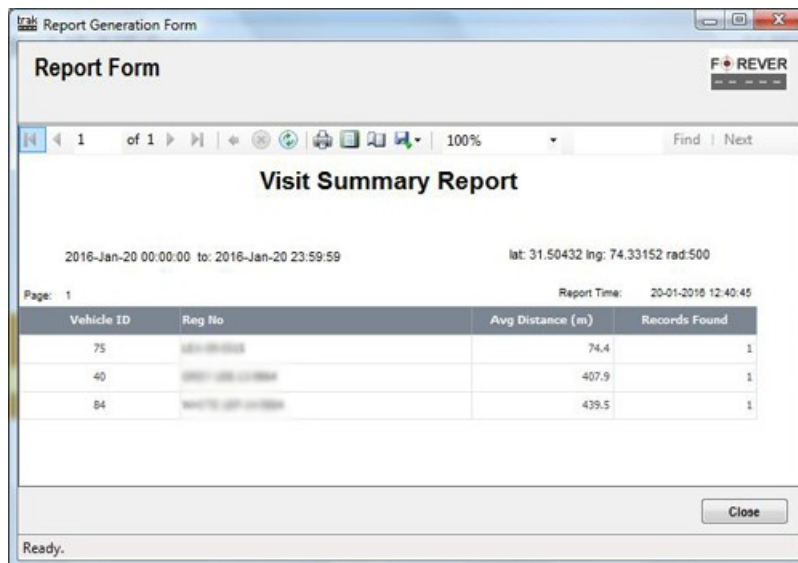 trak Report Generation Form
Report Form
FOREVER
1 of 1 100% Find | Next
Visit Summary Report
2016-Jan-20 00:00:00 to: 2016-Jan-20 23:59:59 lat: 31.50432 lng: 74.33152 rad:500
Page: 1 Report Time: 20-01-2016 12:40:45
Vehicle ID Reg No Avg Distance (m) Records Found
75 74.4 1
40 407.9 1
84 439.5 1
Close
Ready.